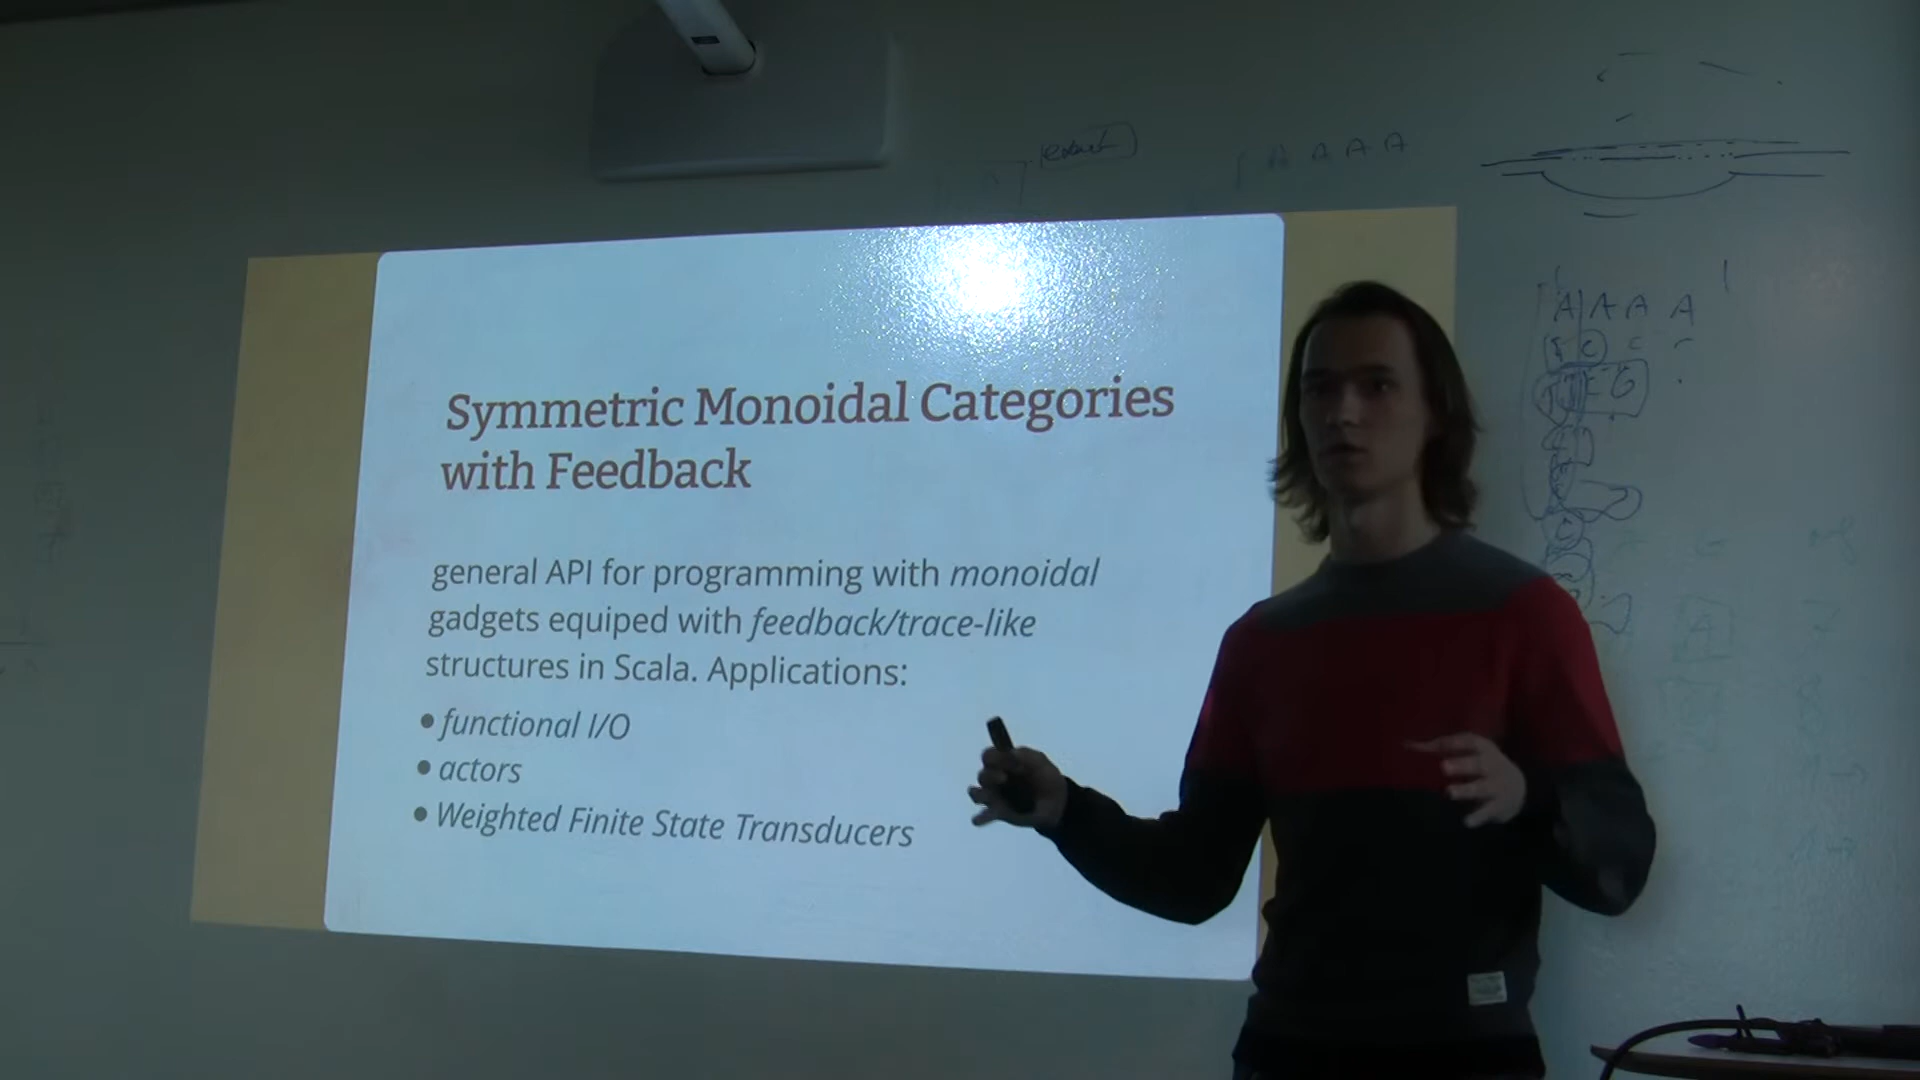 A A A
Symmetric Monoidal Categories
with Feedback
general API for programming with monoidal
gadgets equiped with feedback/trace-like
structures in Scala. Applications:
• functional I/O
• actors
• Weighted Finite State Transducers
A A A A